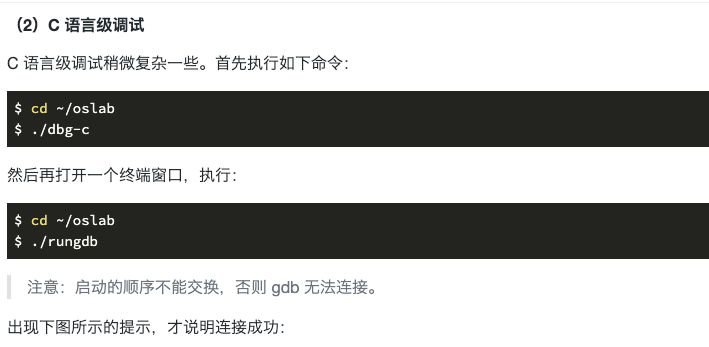 （2）C 语言级调试
C 语言级调试稍微复杂一些。首先执行如下命令：
$ cd ~/oslab
$ ./dbg-c
然后再打开一个终端窗口，执行：
$ cd ~/oslab
$ ./rungdb
注意：启动的顺序不能交换，否则 gdb 无法连接。
出现下图所示的提示，才说明连接成功：